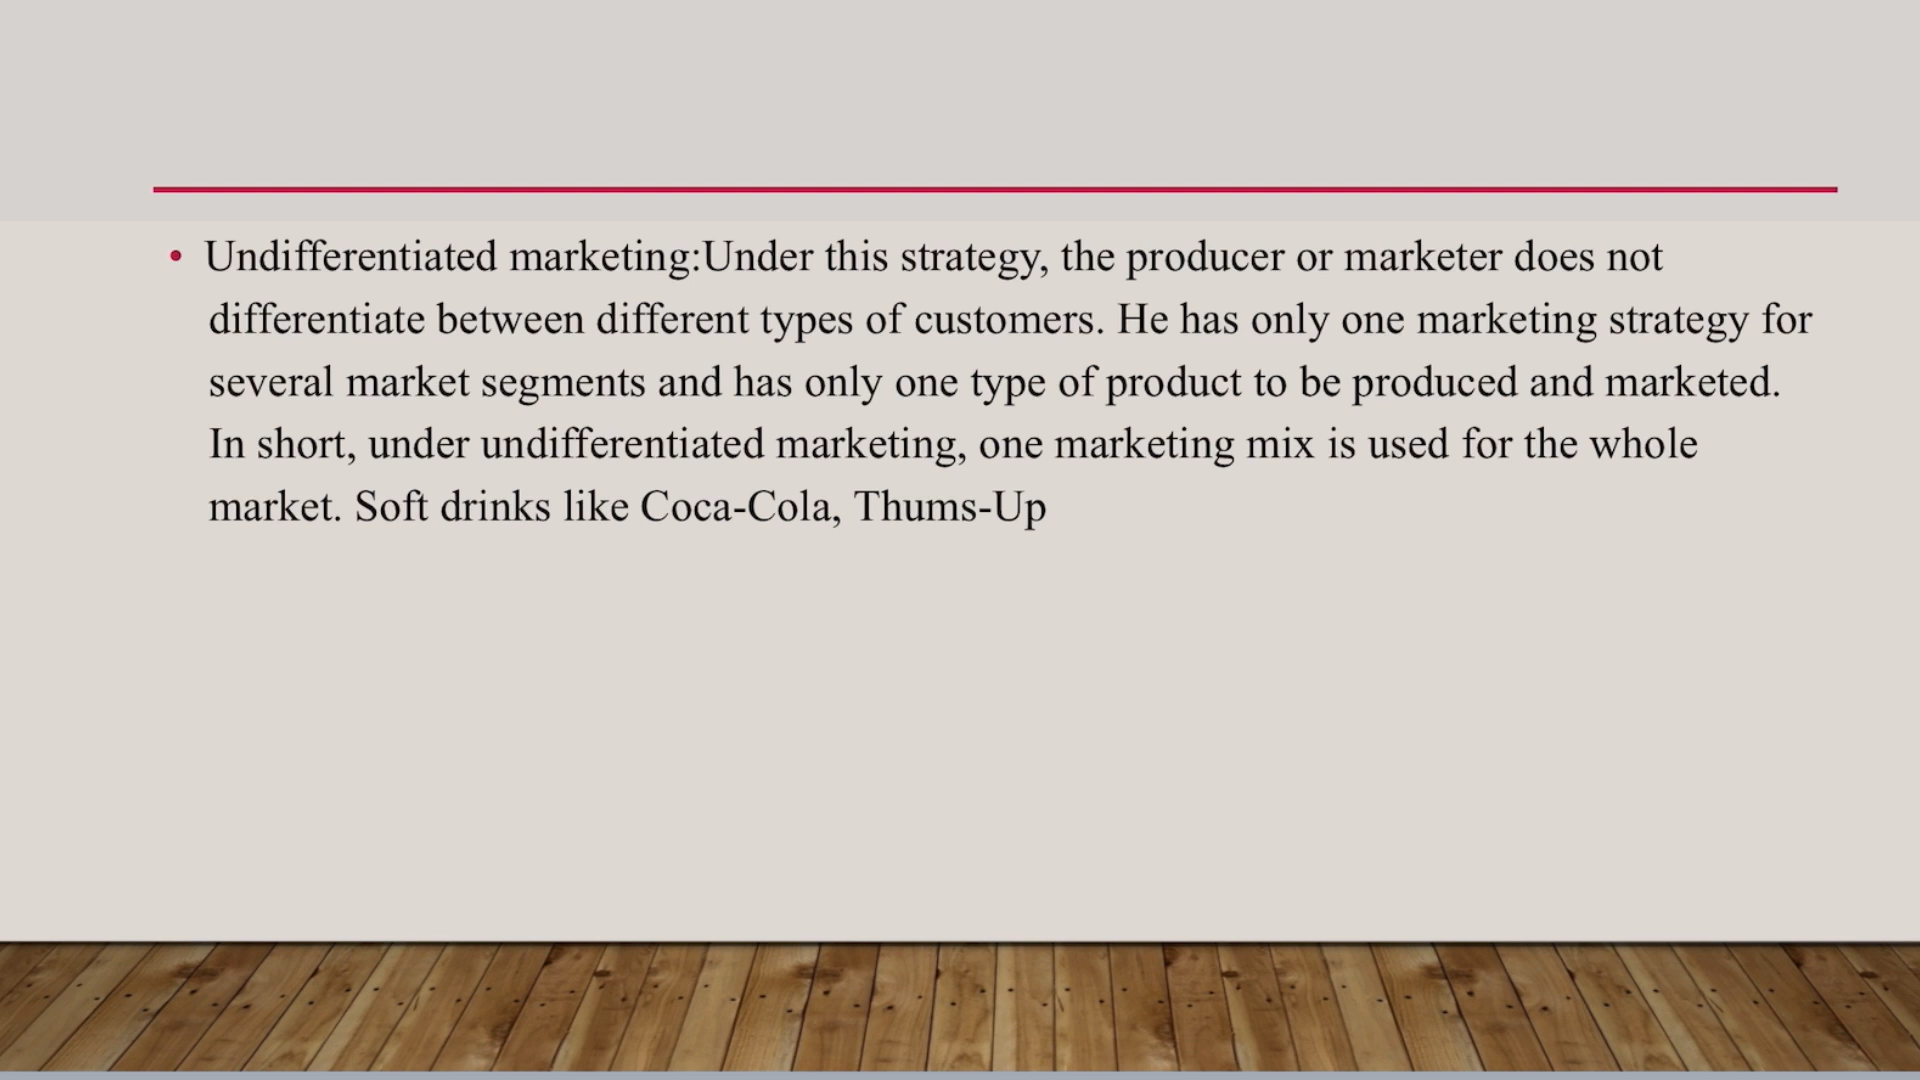 • Undifferentiated marketing:Under this strategy, the producer or marketer does not
differentiate between different types of customers. He has only one marketing strategy for
several market segments and has only one type of product to be produced and marketed.
In short, under undifferentiated marketing, one marketing mix is used for the whole
market. Soft drinks like Coca-Cola, Thums-Up